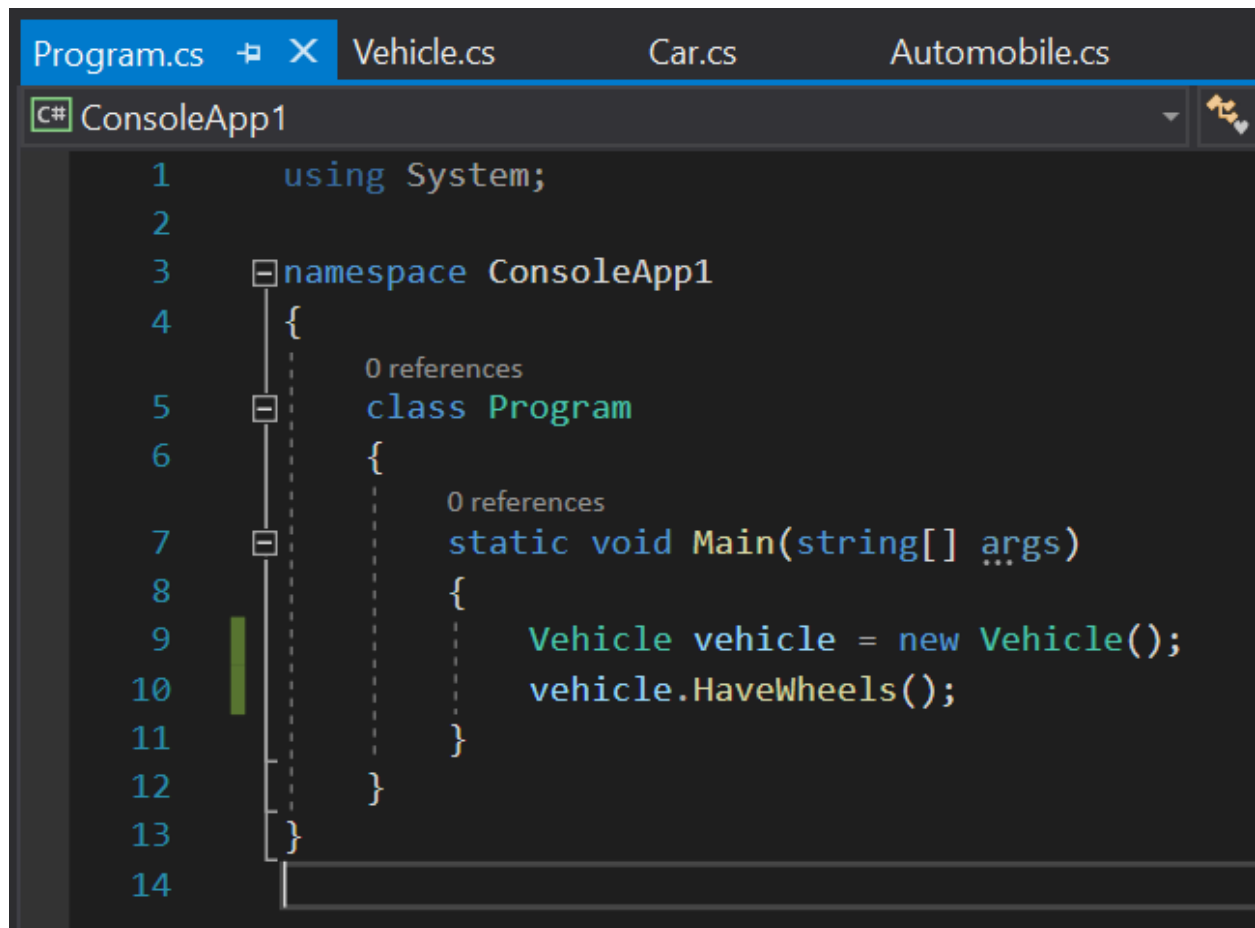 Program.cs Vehicle.cs Car.cs Automobile.cs
C# ConsoleApp1
1 using System;
2
3 namespace ConsoleApp1
4 {
0 references
5 class Program
6 {
0 references
7 static void Main(string[] args)
8 {
9 Vehicle vehicle = new Vehicle();
10 vehicle.HaveWheels();
11 }
12 }
13 }
14